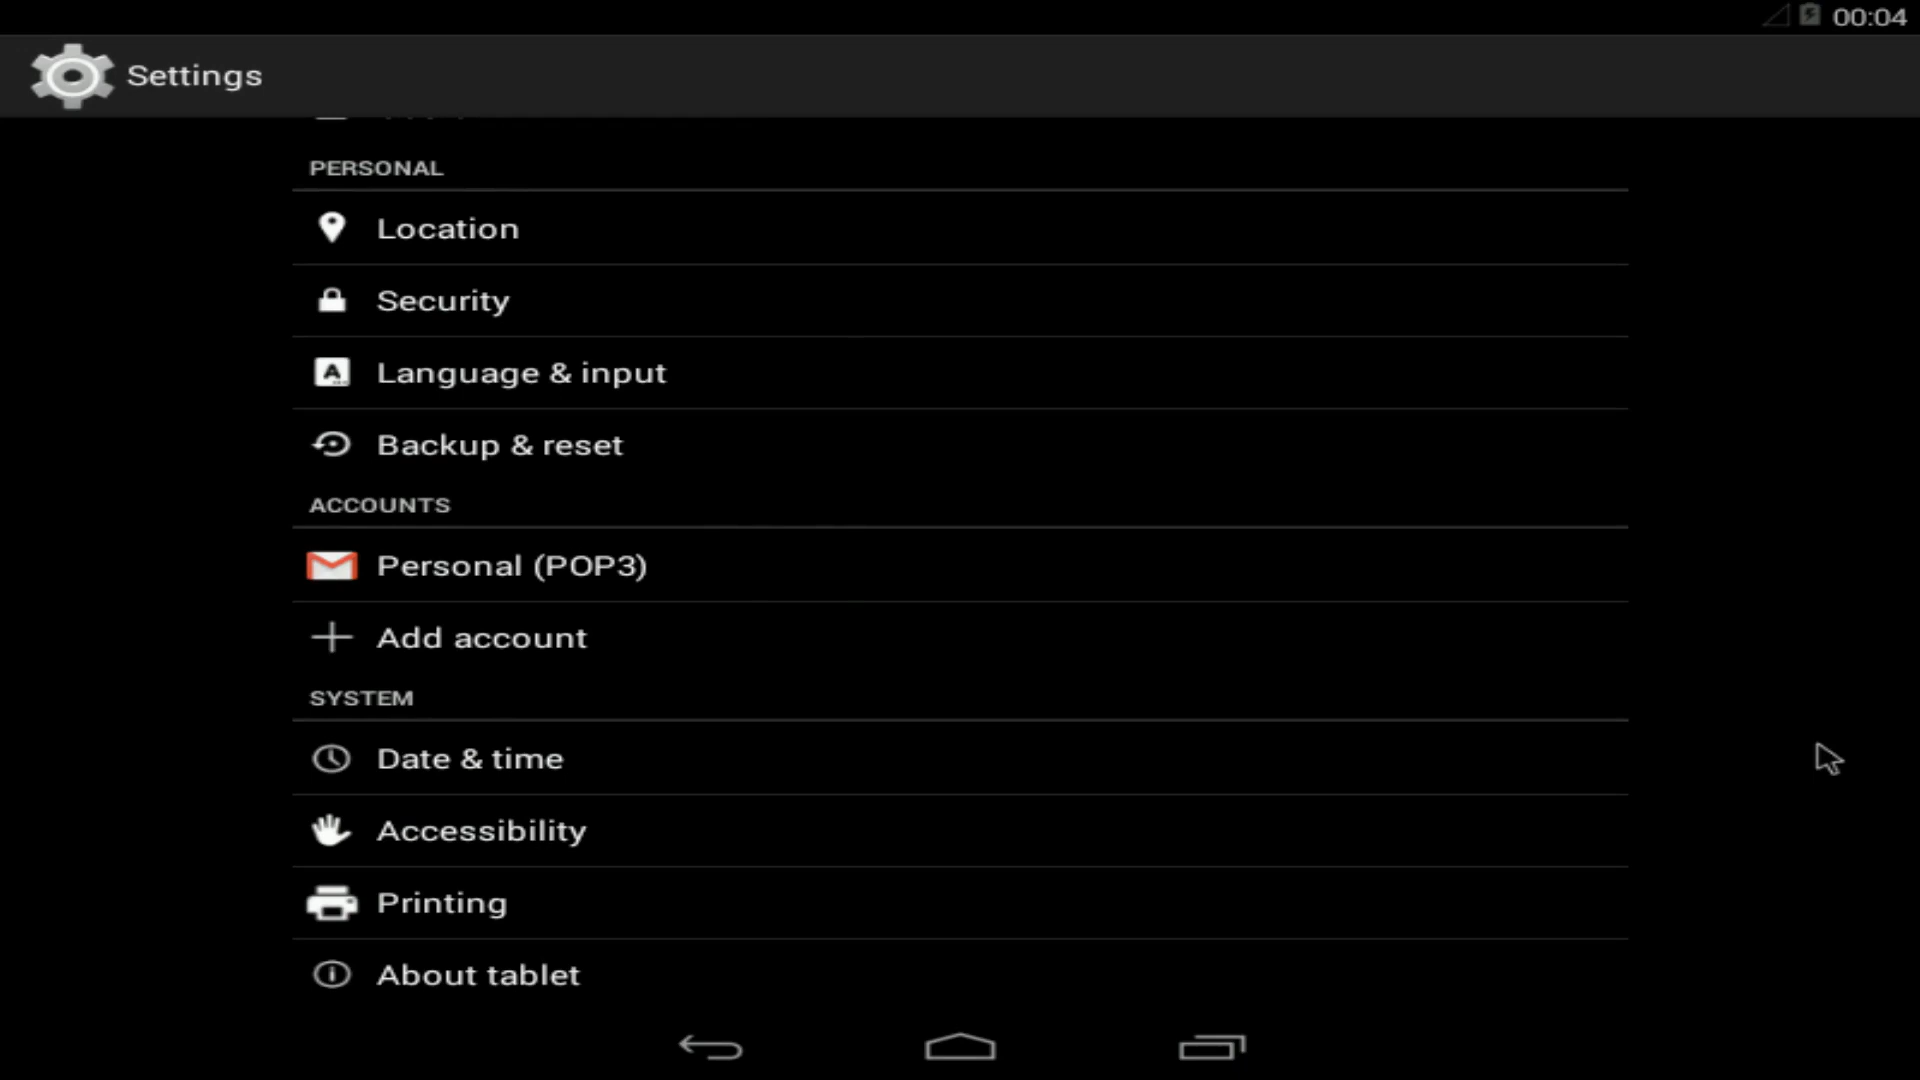 00:04
Settings
PERSONAL
Location
Security
Language & input
Backup & reset
ACCOUNTS
Personal (POP3)
Add account
SYSTEM
Date & time
Accessibility
Printing
About tablet